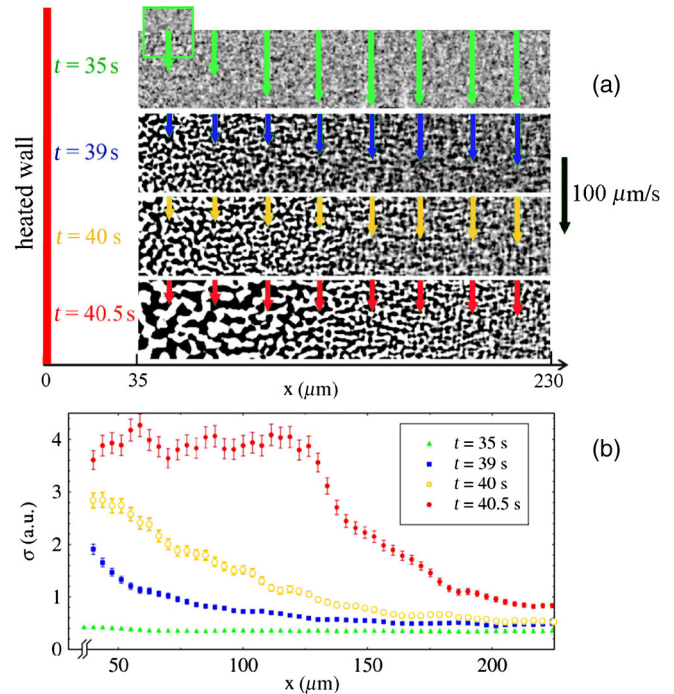 t = 35 s
(a)
t = 39 s
heated wall
100 μm/s
t = 40 s
t = 40.5 s
0
35
230
x (μm)
(b)
4
3
2
1
0
σ (a.u.)
t = 35 s
t = 39 s
t = 40 s
t = 40.5 s
50
100
150
200
x (μm)